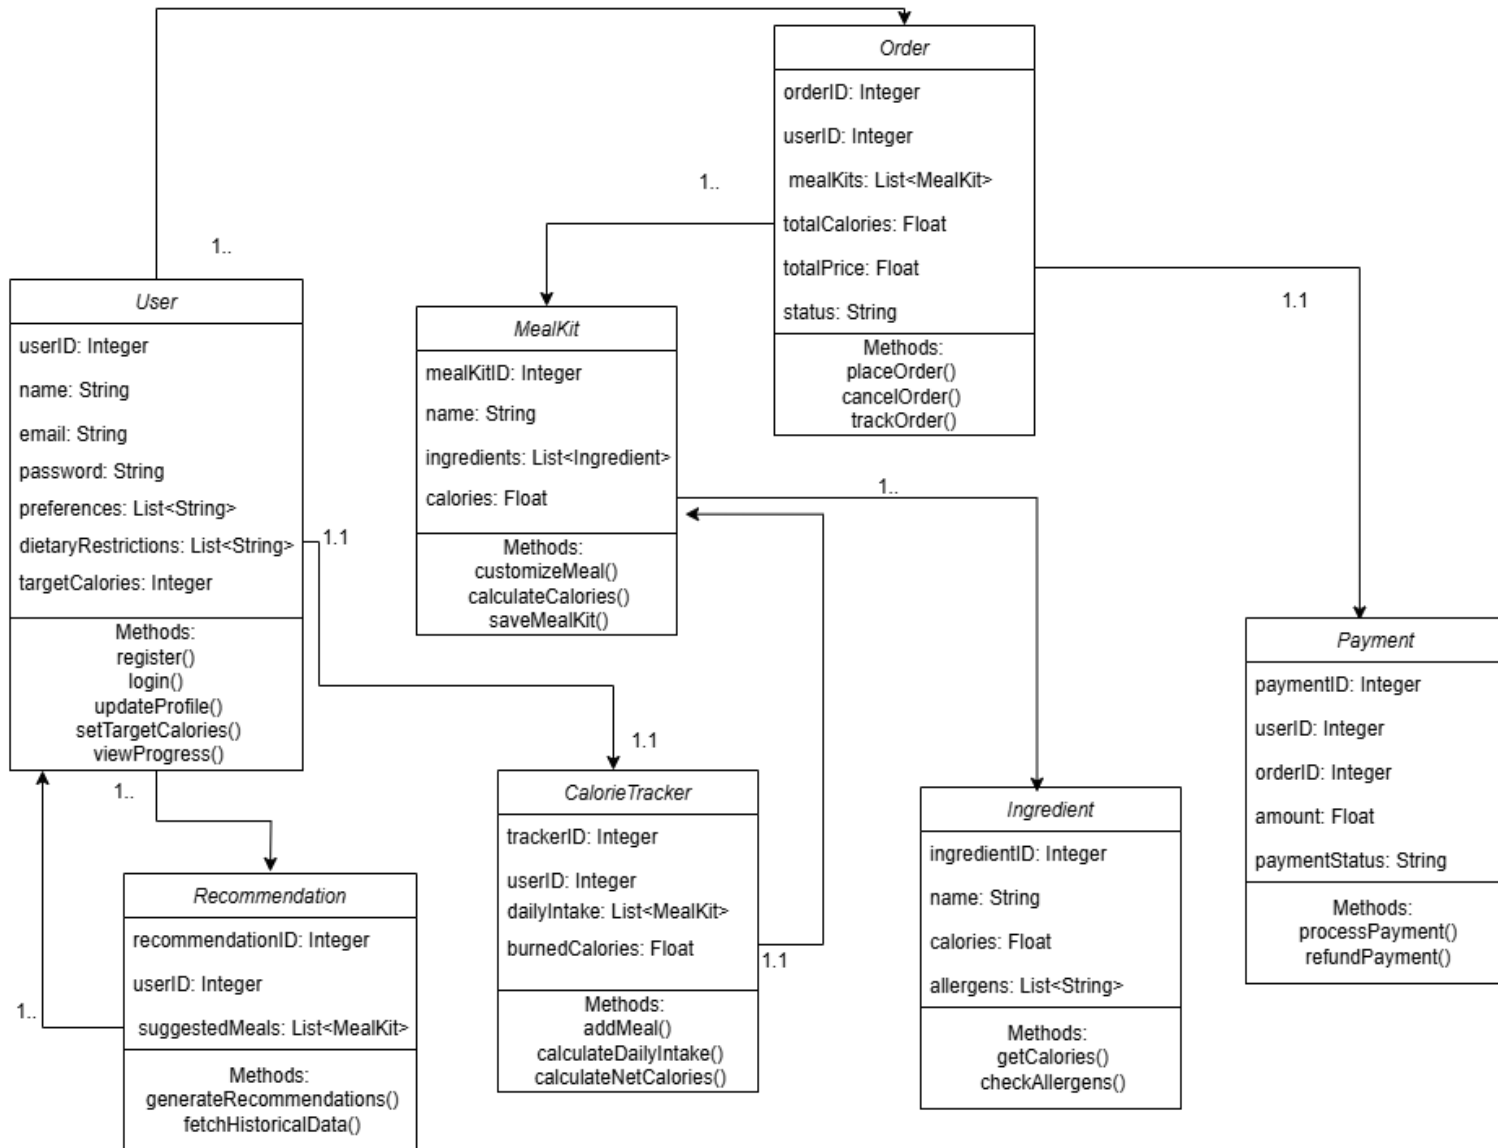 Order
orderID: Integer
userID: Integer
mealKits: List<MealKit>
totalCalories: Float
totalPrice: Float
status: String
Methods:
placeOrder()
cancelOrder()
trackOrder()
1..
1..
1.1
User
userID: Integer
name: String
email: String
password: String
preferences: List<String>
dietaryRestrictions: List<String>
targetCalories: Integer
Methods:
register()
login()
updateProfile()
setTargetCalories()
viewProgress()
1.1
1..
MealKit
mealKitID: Integer
name: String
ingredients: List<Ingredient>
calories: Float
Methods:
customizeMeal()
calculateCalories()
saveMealKit()
1..
1.1
Payment
paymentID: Integer
userID: Integer
orderID: Integer
amount: Float
paymentStatus: String
Methods:
processPayment()
refundPayment()
CalorieTracker
trackerID: Integer
userID: Integer
dailyIntake: List<MealKit>
burnedCalories: Float
Methods:
addMeal()
calculateDailyIntake()
calculateNetCalories()
1.1
Ingredient
ingredientID: Integer
name: String
calories: Float
allergens: List<String>
Methods:
getCalories()
checkAllergens()
Recommendation
recommendationID: Integer
userID: Integer
suggestedMeals: List<MealKit>
Methods:
generateRecommendations()
fetchHistoricalData()
1..